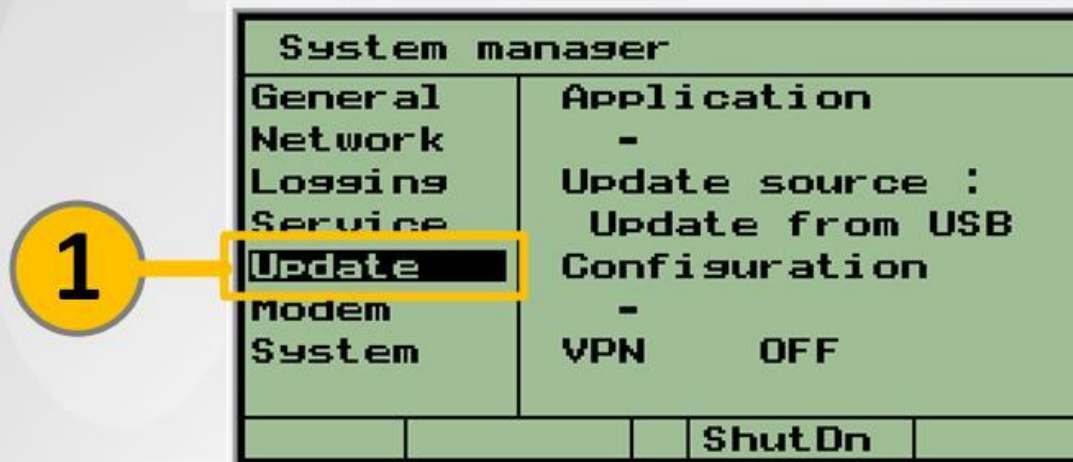 System manager
General
Network
Logging
Service
Update
Modem
System
Application
-
Update source :
Update from USB
Configuration
-
VPN OFF
ShutDn
1